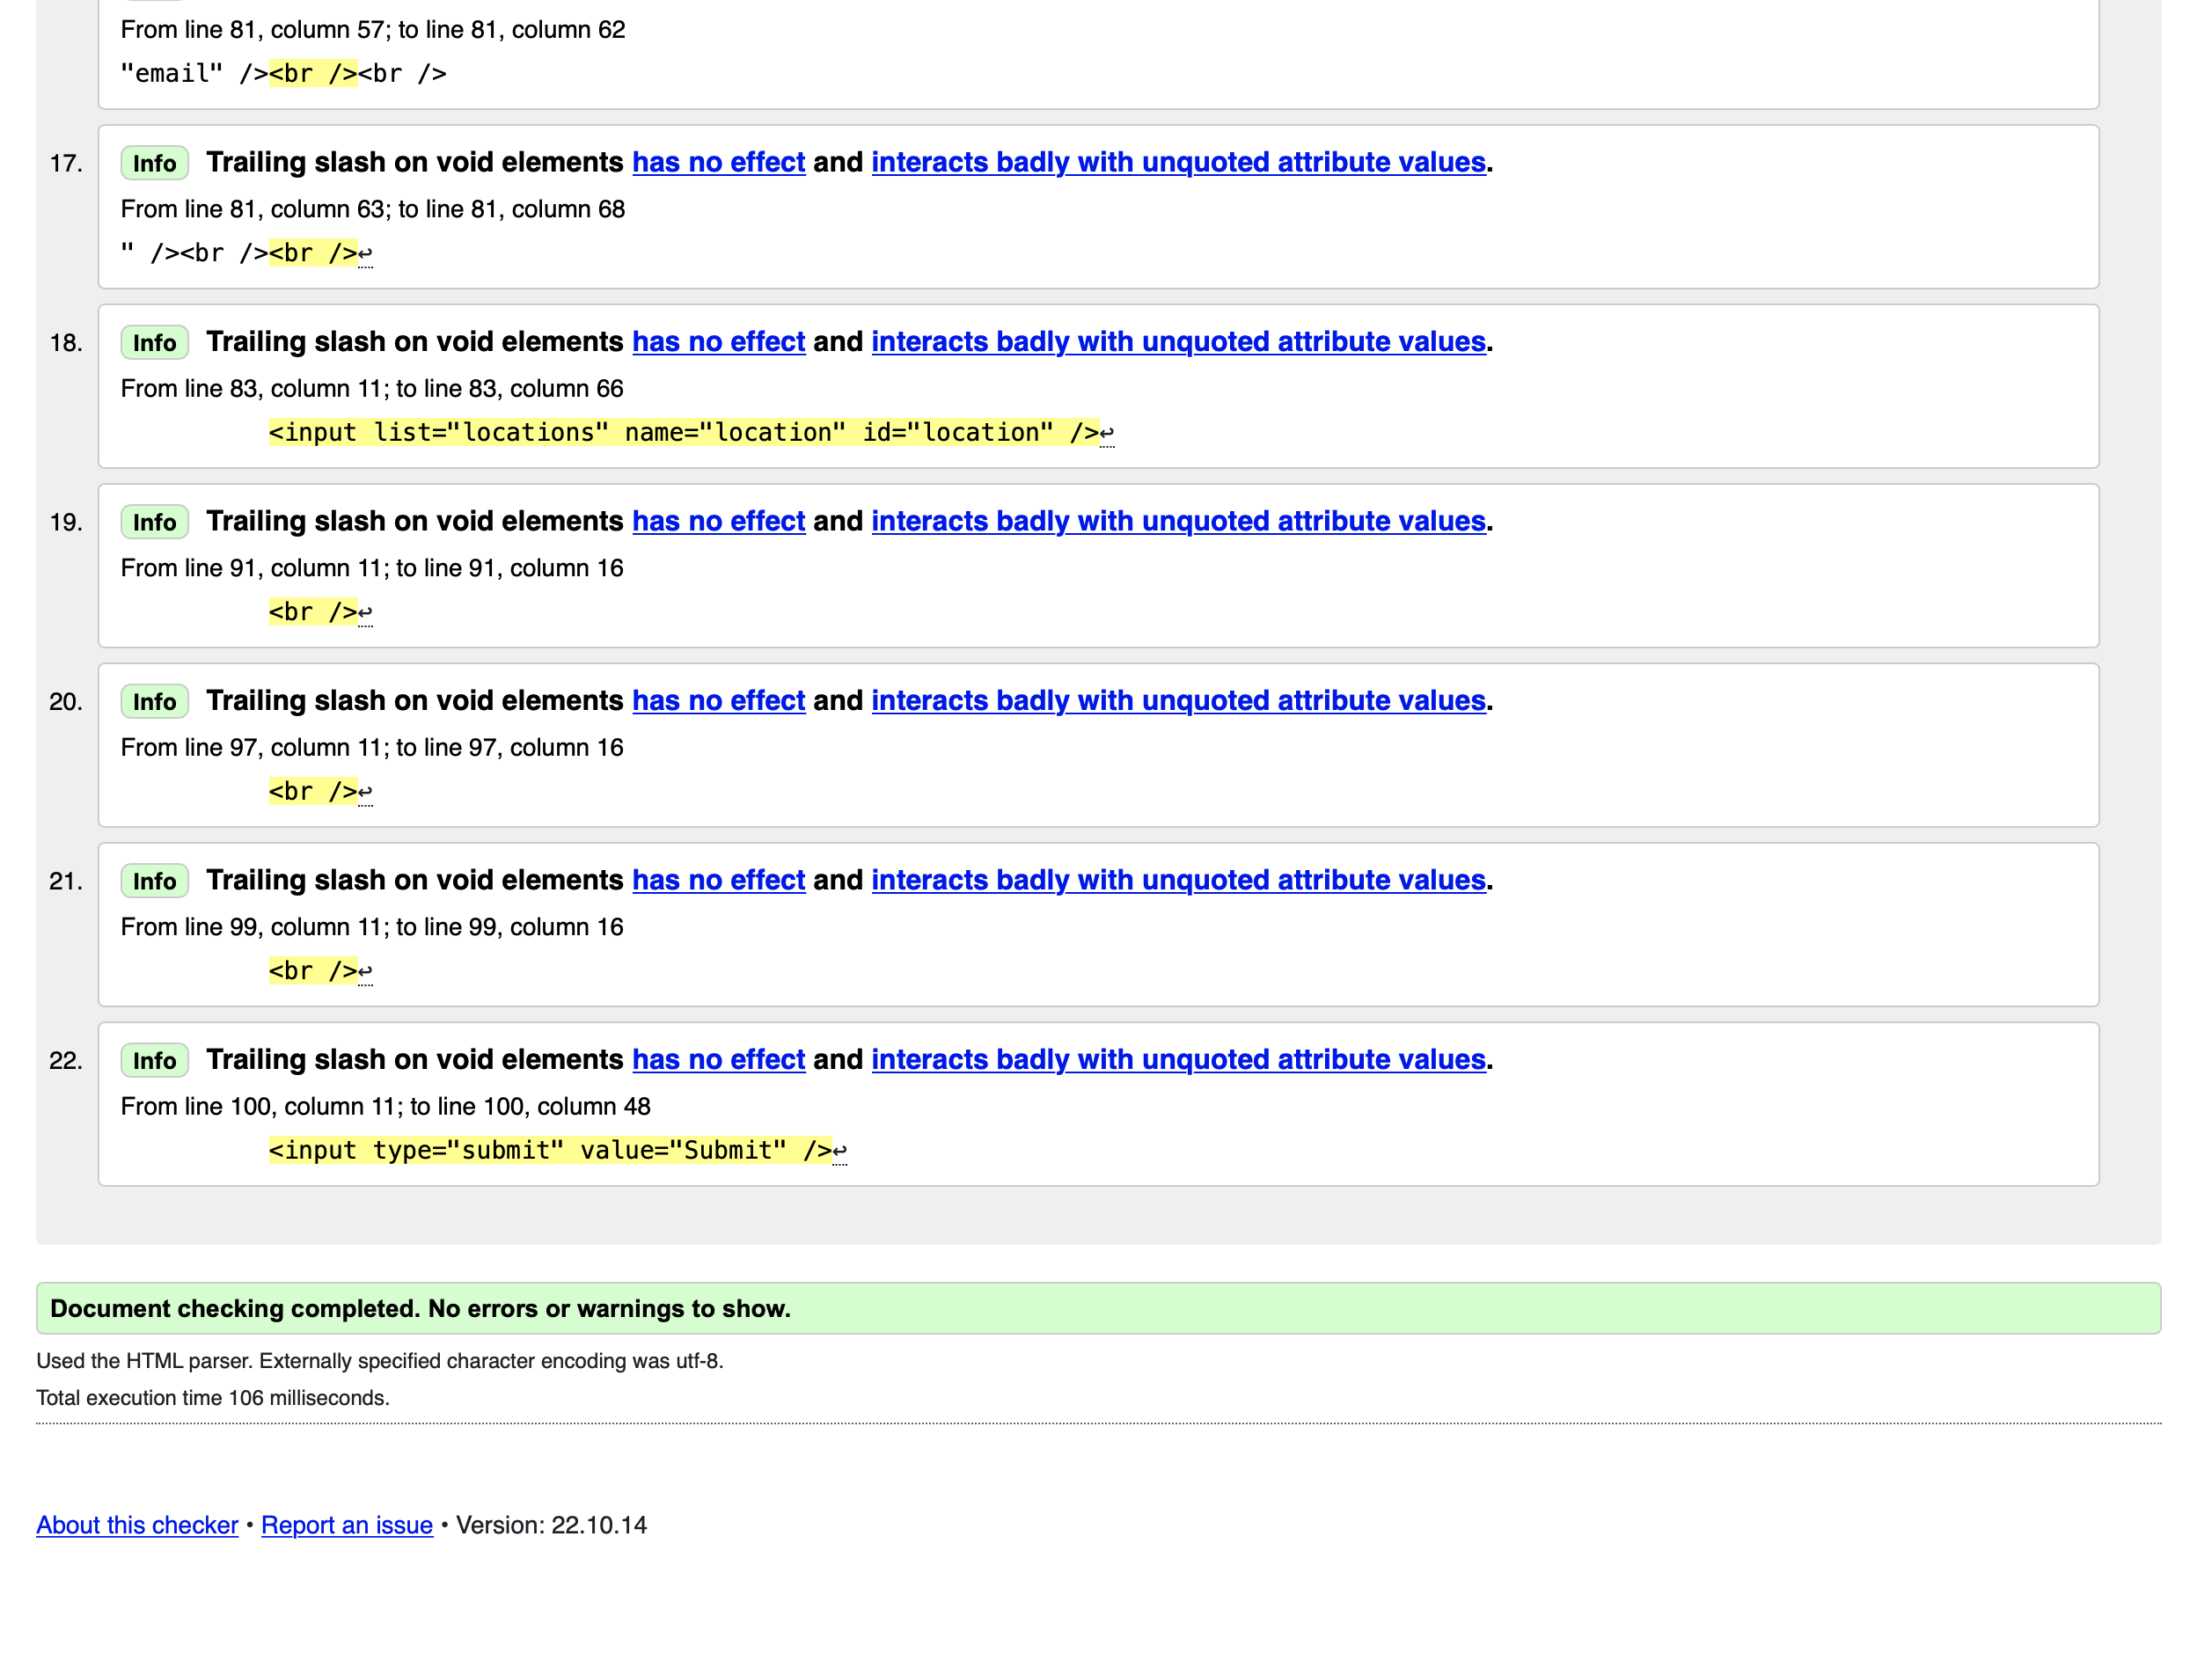 From line 81, column 57; to line 81, column 62
"email" /><br /><br />
17. Info Trailing slash on void elements has no effect and interacts badly with unquoted attribute values.
From line 81, column 63; to line 81, column 68
" /><br /><br />↩
18. Info Trailing slash on void elements has no effect and interacts badly with unquoted attribute values.
From line 83, column 11; to line 83, column 66
<input list="locations" name="location" id="location" />↩
19. Info Trailing slash on void elements has no effect and interacts badly with unquoted attribute values.
From line 91, column 11; to line 91, column 16
<br />↩
20. Info Trailing slash on void elements has no effect and interacts badly with unquoted attribute values.
From line 97, column 11; to line 97, column 16
<br />↩
21. Info Trailing slash on void elements has no effect and interacts badly with unquoted attribute values.
From line 99, column 11; to line 99, column 16
<br />↩
22. Info Trailing slash on void elements has no effect and interacts badly with unquoted attribute values.
From line 100, column 11; to line 100, column 48
<input type="submit" value="Submit" />↩
Document checking completed. No errors or warnings to show.
Used the HTML parser. Externally specified character encoding was utf-8.
Total execution time 106 milliseconds.
About this checker • Report an issue • Version: 22.10.14